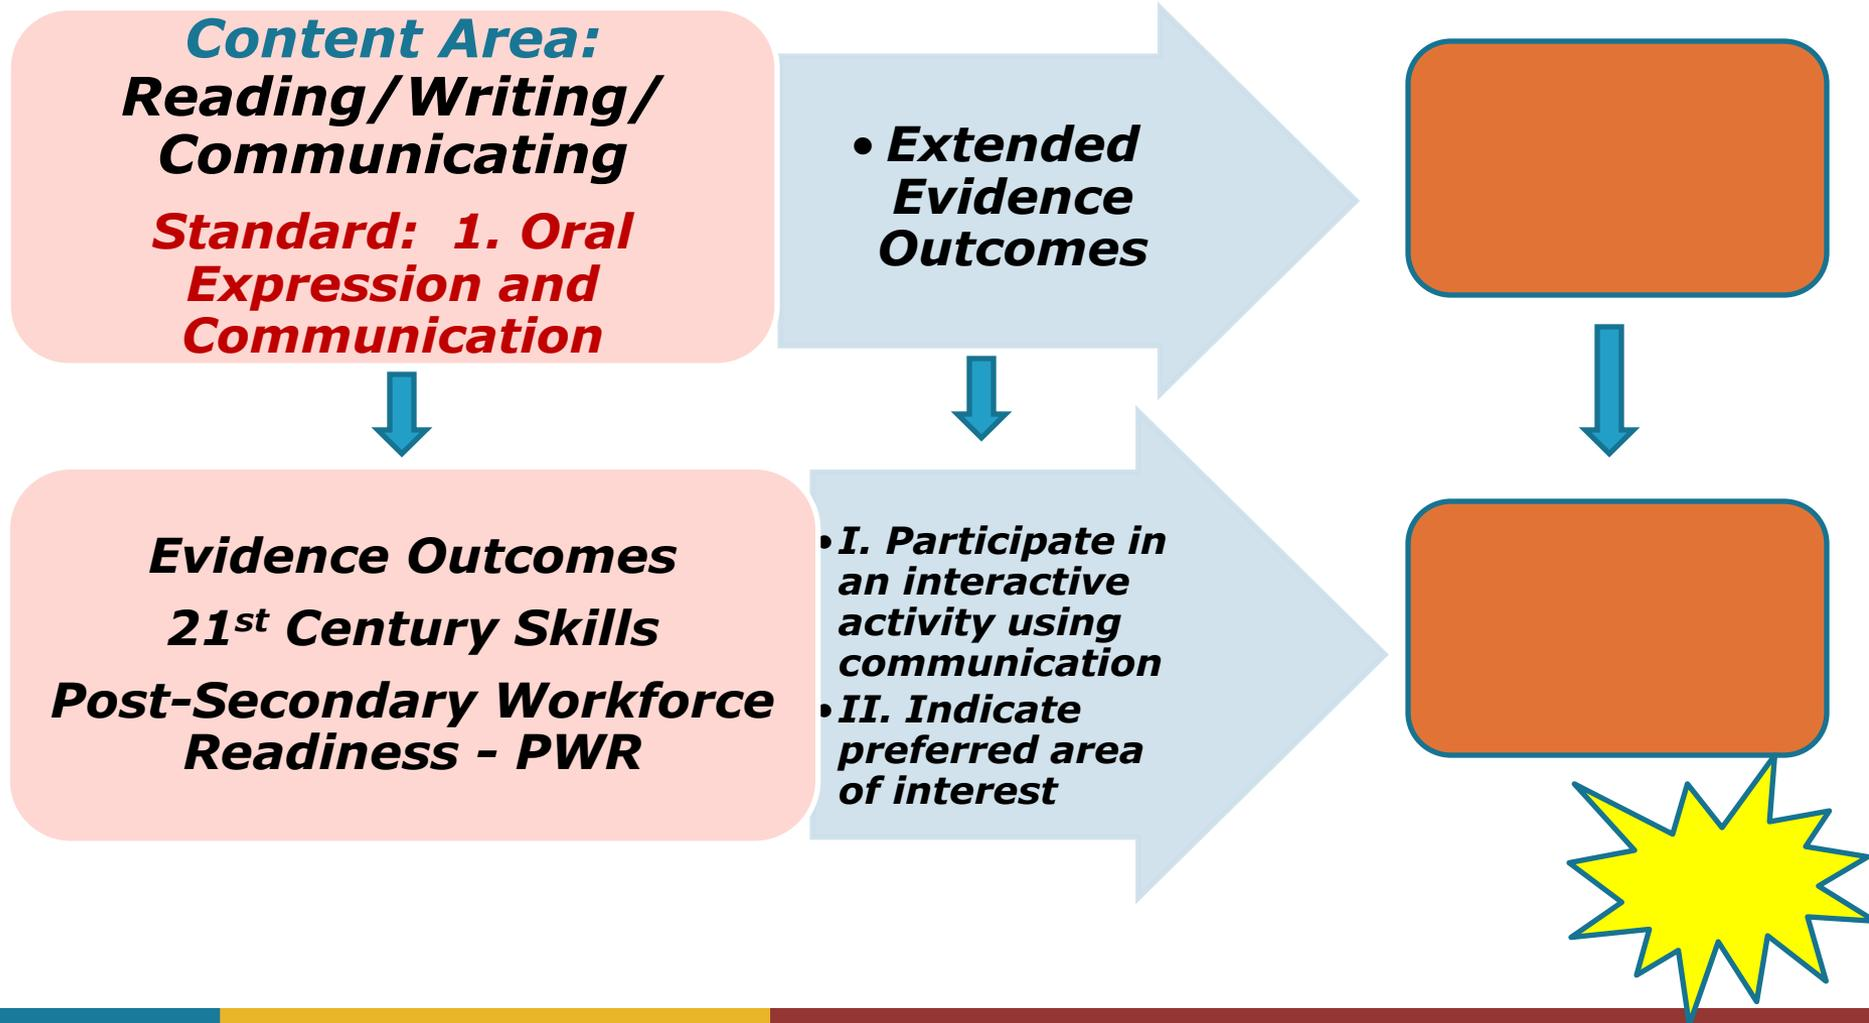 Content Area:
Reading/Writing/
Communicating
Standard:  1. Oral
Expression and
Communication
• Extended
Evidence
Outcomes
Evidence Outcomes
21st Century Skills
Post-Secondary Workforce
Readiness - PWR
• I. Participate in
an interactive
activity using
communication
• II. Indicate
preferred area
of interest